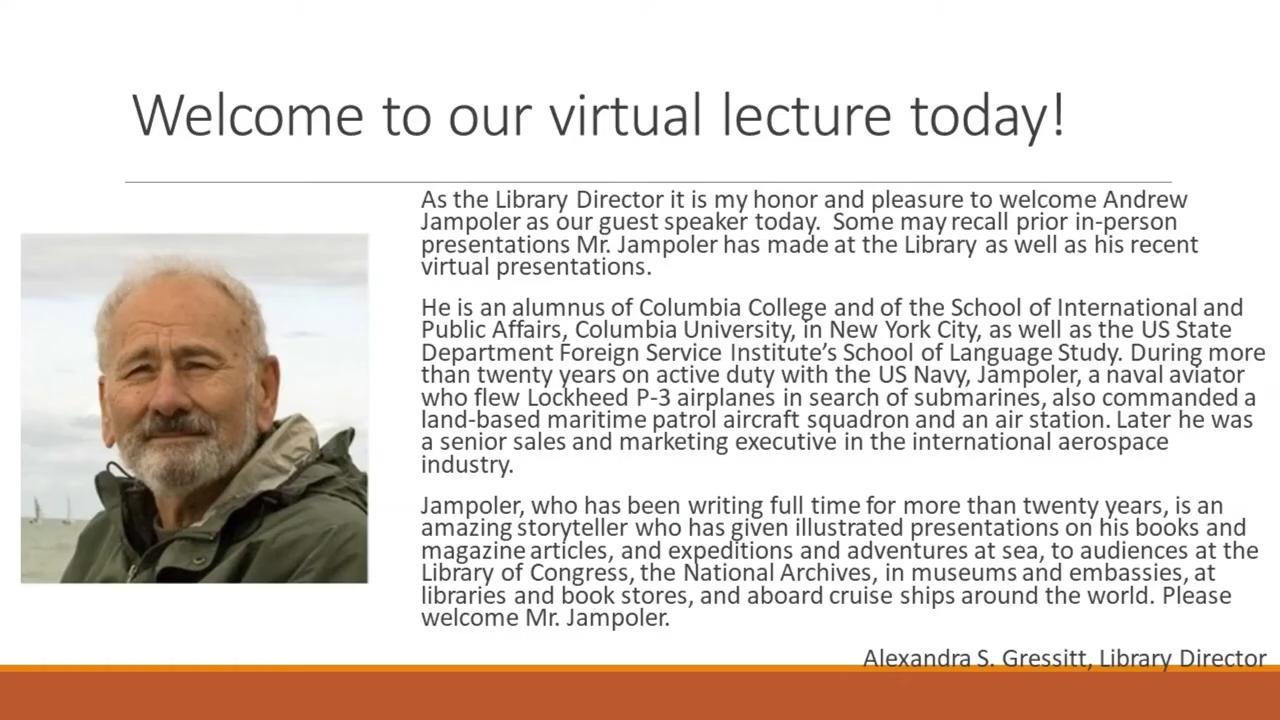 Welcome to our virtual lecture today!
As the Library Director it is my honor and pleasure to welcome Andrew
Jampoler as our guest speaker today.  Some may recall prior in-person
presentations Mr. Jampoler has made at the Library as well as his recent
virtual presentations.
He is an alumnus of Columbia College and of the School of International and
Public Affairs, Columbia University, in New York City, as well as the US State
Department Foreign Service Institute’s School of Language Study. During more
than twenty years on active duty with the US Navy, Jampoler, a naval aviator
who flew Lockheed P-3 airplanes in search of submarines, also commanded a
land-based maritime patrol aircraft squadron and an air station. Later he was
a senior sales and marketing executive in the international aerospace
industry.
Jampoler, who has been writing full time for more than twenty years, is an
amazing storyteller who has given illustrated presentations on his books and
magazine articles, and expeditions and adventures at sea, to audiences at the
Library of Congress, the National Archives, in museums and embassies, at
libraries and book stores, and aboard cruise ships around the world. Please
welcome Mr. Jampoler.
Alexandra S. Gressitt, Library Director